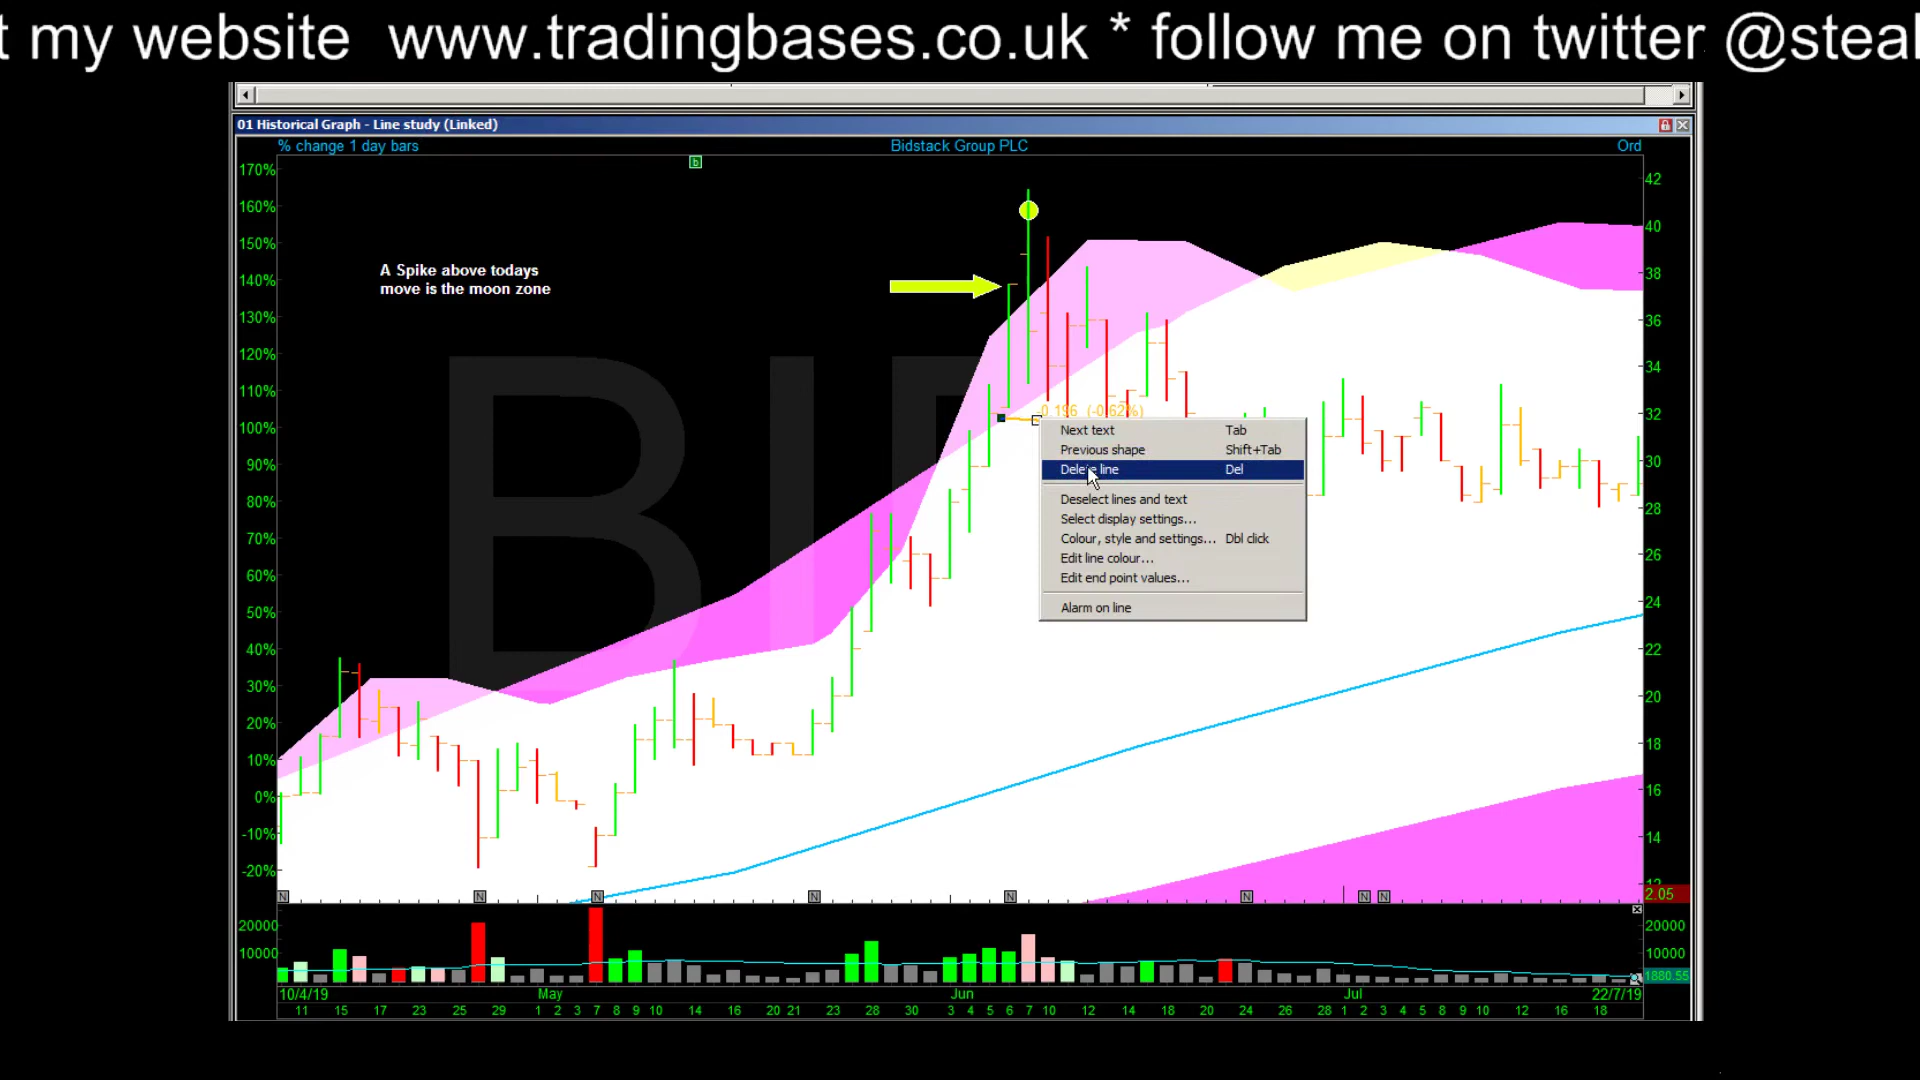 t my website www.tradingbases.co.uk * follow me on twitter @steal
01 Historical Graph - Line study (Linked)
% change 1 day bars
Bidstack Group PLC
Ord
b
170%
160%
150%
140%
130%
120%
110%
100%
90%
80%
70%
60%
50%
40%
30%
20%
10%
0%
-10%
-20%
42
40
38
36
34
32
30
28
26
24
22
20
18
16
14
12
2.05
A Spike above todays
move is the moon zone
BID
-0.196 (-0.62%)
Next text Tab
Previous shape Shift+Tab
Delete line Del
Deselect lines and text
Select display settings...
Colour, style and settings... Dbl click
Edit line colour...
Edit end point values...
Alarm on line
N N N N N N N N
20000 20000
10000 10000
1880.55
10/4/19 May Jun Jul 22/7/19
11 15 17 23 25 29 1 2 3 7 8 9 10 14 16 20 21 23 28 30 3 4 5 6 7 10 12 14 18 20 24 26 28 1 2 3 4 5 8 9 10 12 16 18